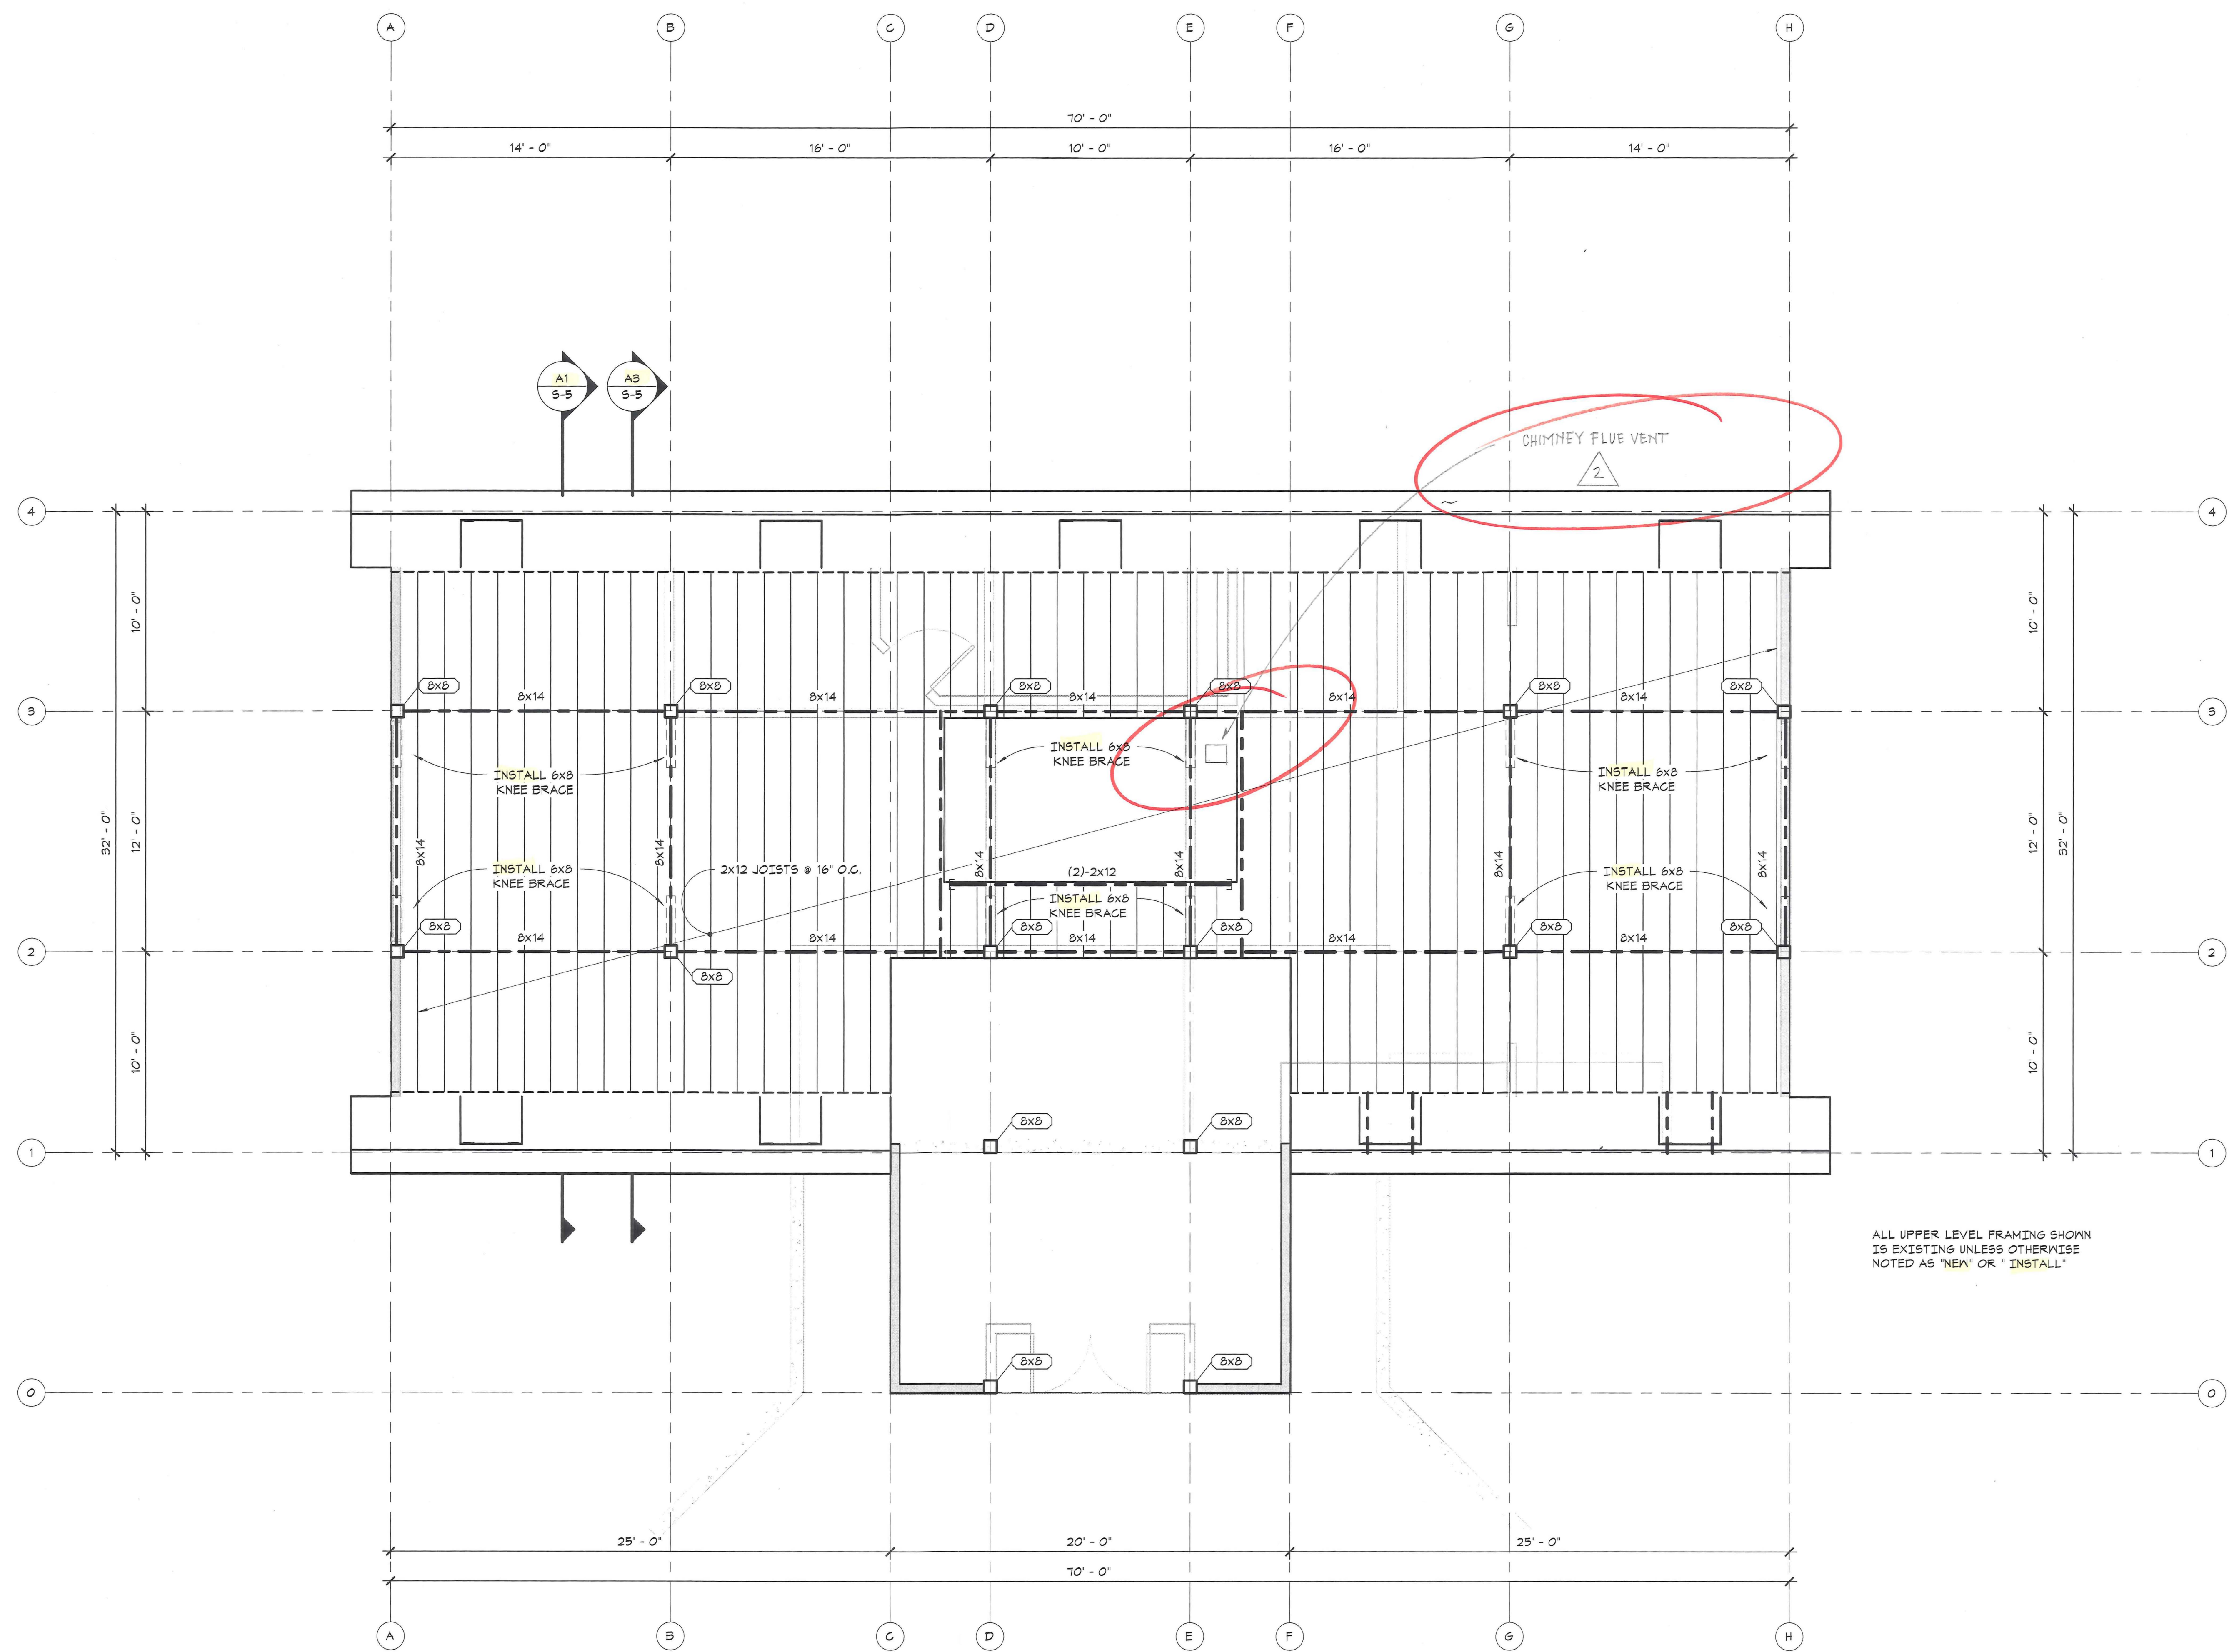 A B C D E F G H
70' - 0"
14' - 0" 16' - 0" 10' - 0" 16' - 0" 14' - 0"
A1 A3
S-5 S-5
CHIMNEY FLUE VENT
2
4 4
10' - 0" 10' - 0"
8x8 8x8 8x8 8x8 8x8 8x8
8x14 8x14 8x14 8x14 8x14
3 3
INSTALL 6x8
KNEE BRACE
INSTALL 6x8
KNEE BRACE
INSTALL 6x8
KNEE BRACE
32' - 0" 12' - 0" 12' - 0" 32' - 0"
8x14 8x14 8x14 8x14 8x14 8x14
2x12 JOISTS @ 16" O.C.
(2)-2x12
INSTALL 6x8
KNEE BRACE
INSTALL 6x8
KNEE BRACE
INSTALL 6x8
KNEE BRACE
8x8 8x8 8x8 8x8 8x8
8x14 8x14 8x14 8x14 8x14
2 2
8x8
10' - 0" 10' - 0"
8x8 8x8
1 1
ALL UPPER LEVEL FRAMING SHOWN
IS EXISTING UNLESS OTHERWISE
NOTED AS "NEW" OR " INSTALL"
8x8 8x8
0 0
25' - 0" 20' - 0" 25' - 0"
70' - 0"
A B C D E F G H